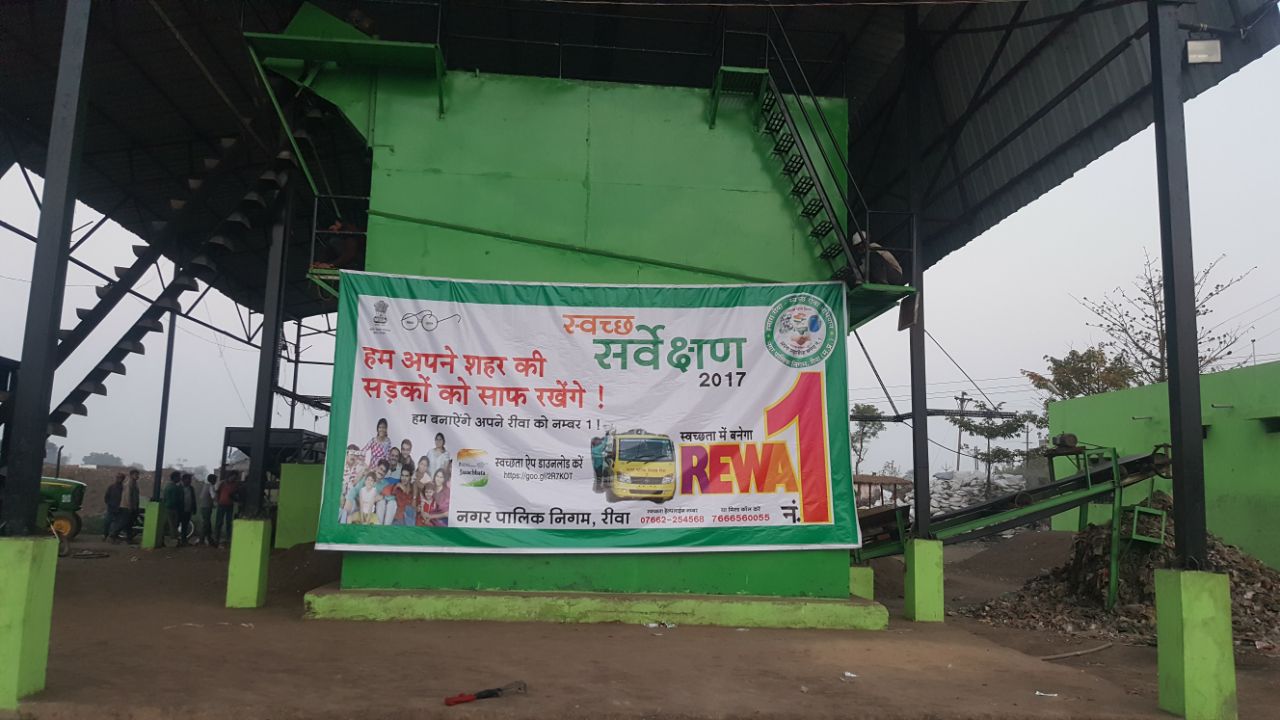 स्वच्छ
सर्वेक्षण
2017
हम अपने शहर की
सड़कों को साफ रखेंगे !
हम बनाऐंगे अपने रीवा को नम्बर 1 !
स्वच्छता ऐप डाउनलोड करें
https://goo.gl/2R7KOT
Swachhata
स्वच्छता में बनेगा
REWA
नं. 1
नगर पालिक निगम, रीवा
07662-254568
7666560055